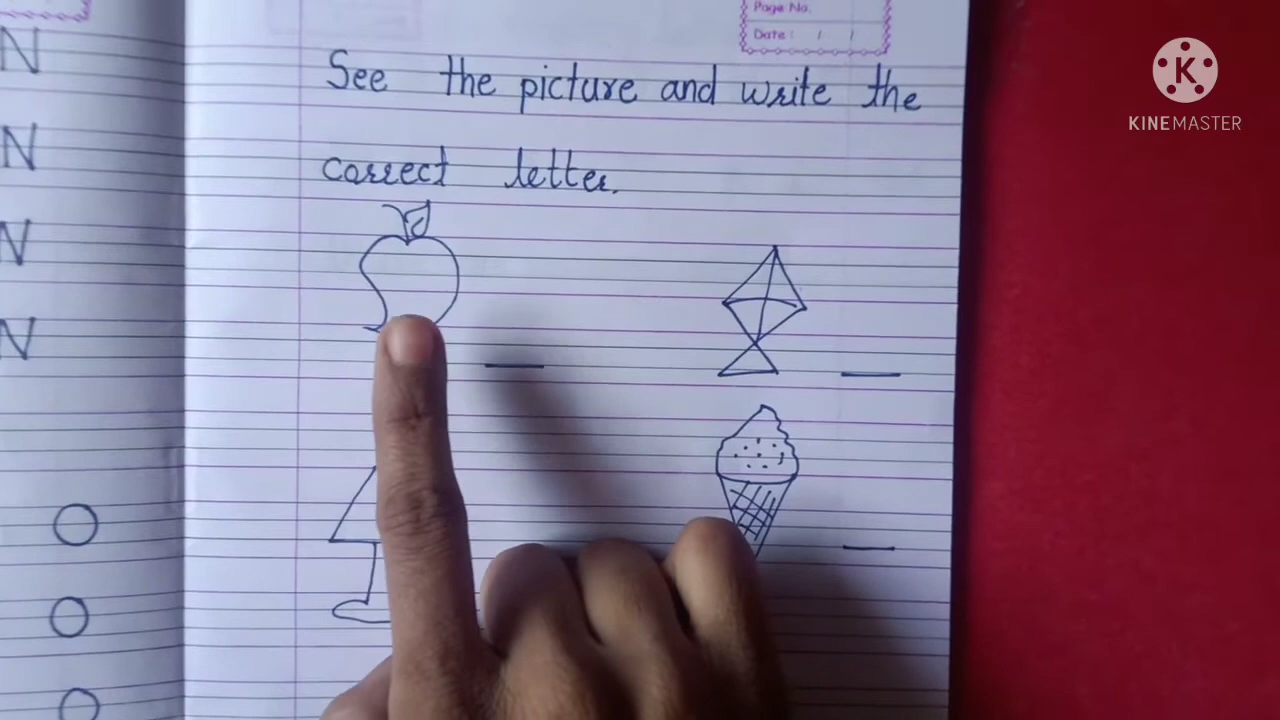 Page No.
Date : / /
See the picture and write the
correct letter.
N
N
N
N
O
O
O
K
KINEMASTER